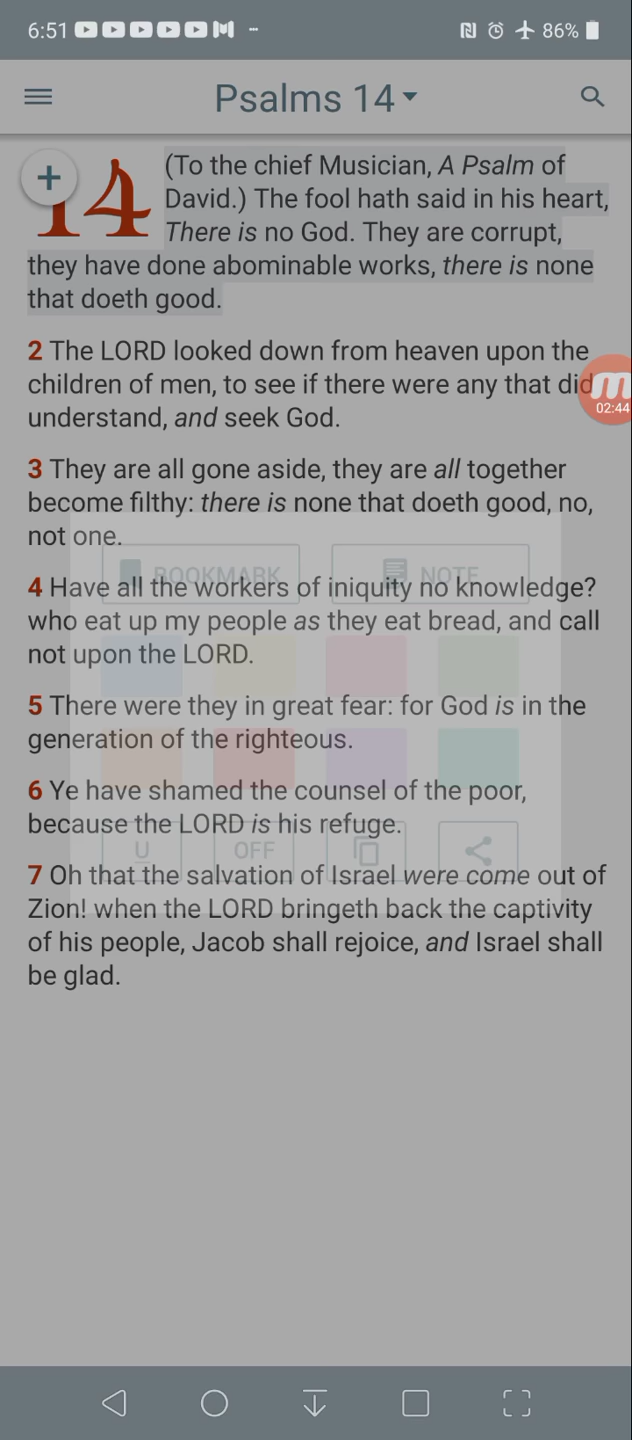 6:51 86%
Psalms 14
14 (To the chief Musician, A Psalm of
David.) The fool hath said in his heart,
There is no God. They are corrupt,
they have done abominable works, there is none
that doeth good.
2 The LORD looked down from heaven upon the
children of men, to see if there were any that did
02:44
understand, and seek God.
3 They are all gone aside, they are all together
become filthy: there is none that doeth good, no,
not one.
BOOKMARK NOTE
4 Have all the workers of iniquity no knowledge?
who eat up my people as they eat bread, and call
not upon the LORD.
5 There were they in great fear: for God is in the
generation of the righteous.
6 Ye have shamed the counsel of the poor,
because the LORD is his refuge.
U OFF
7 Oh that the salvation of Israel were come out of
Zion! when the LORD bringeth back the captivity
of his people, Jacob shall rejoice, and Israel shall
be glad.